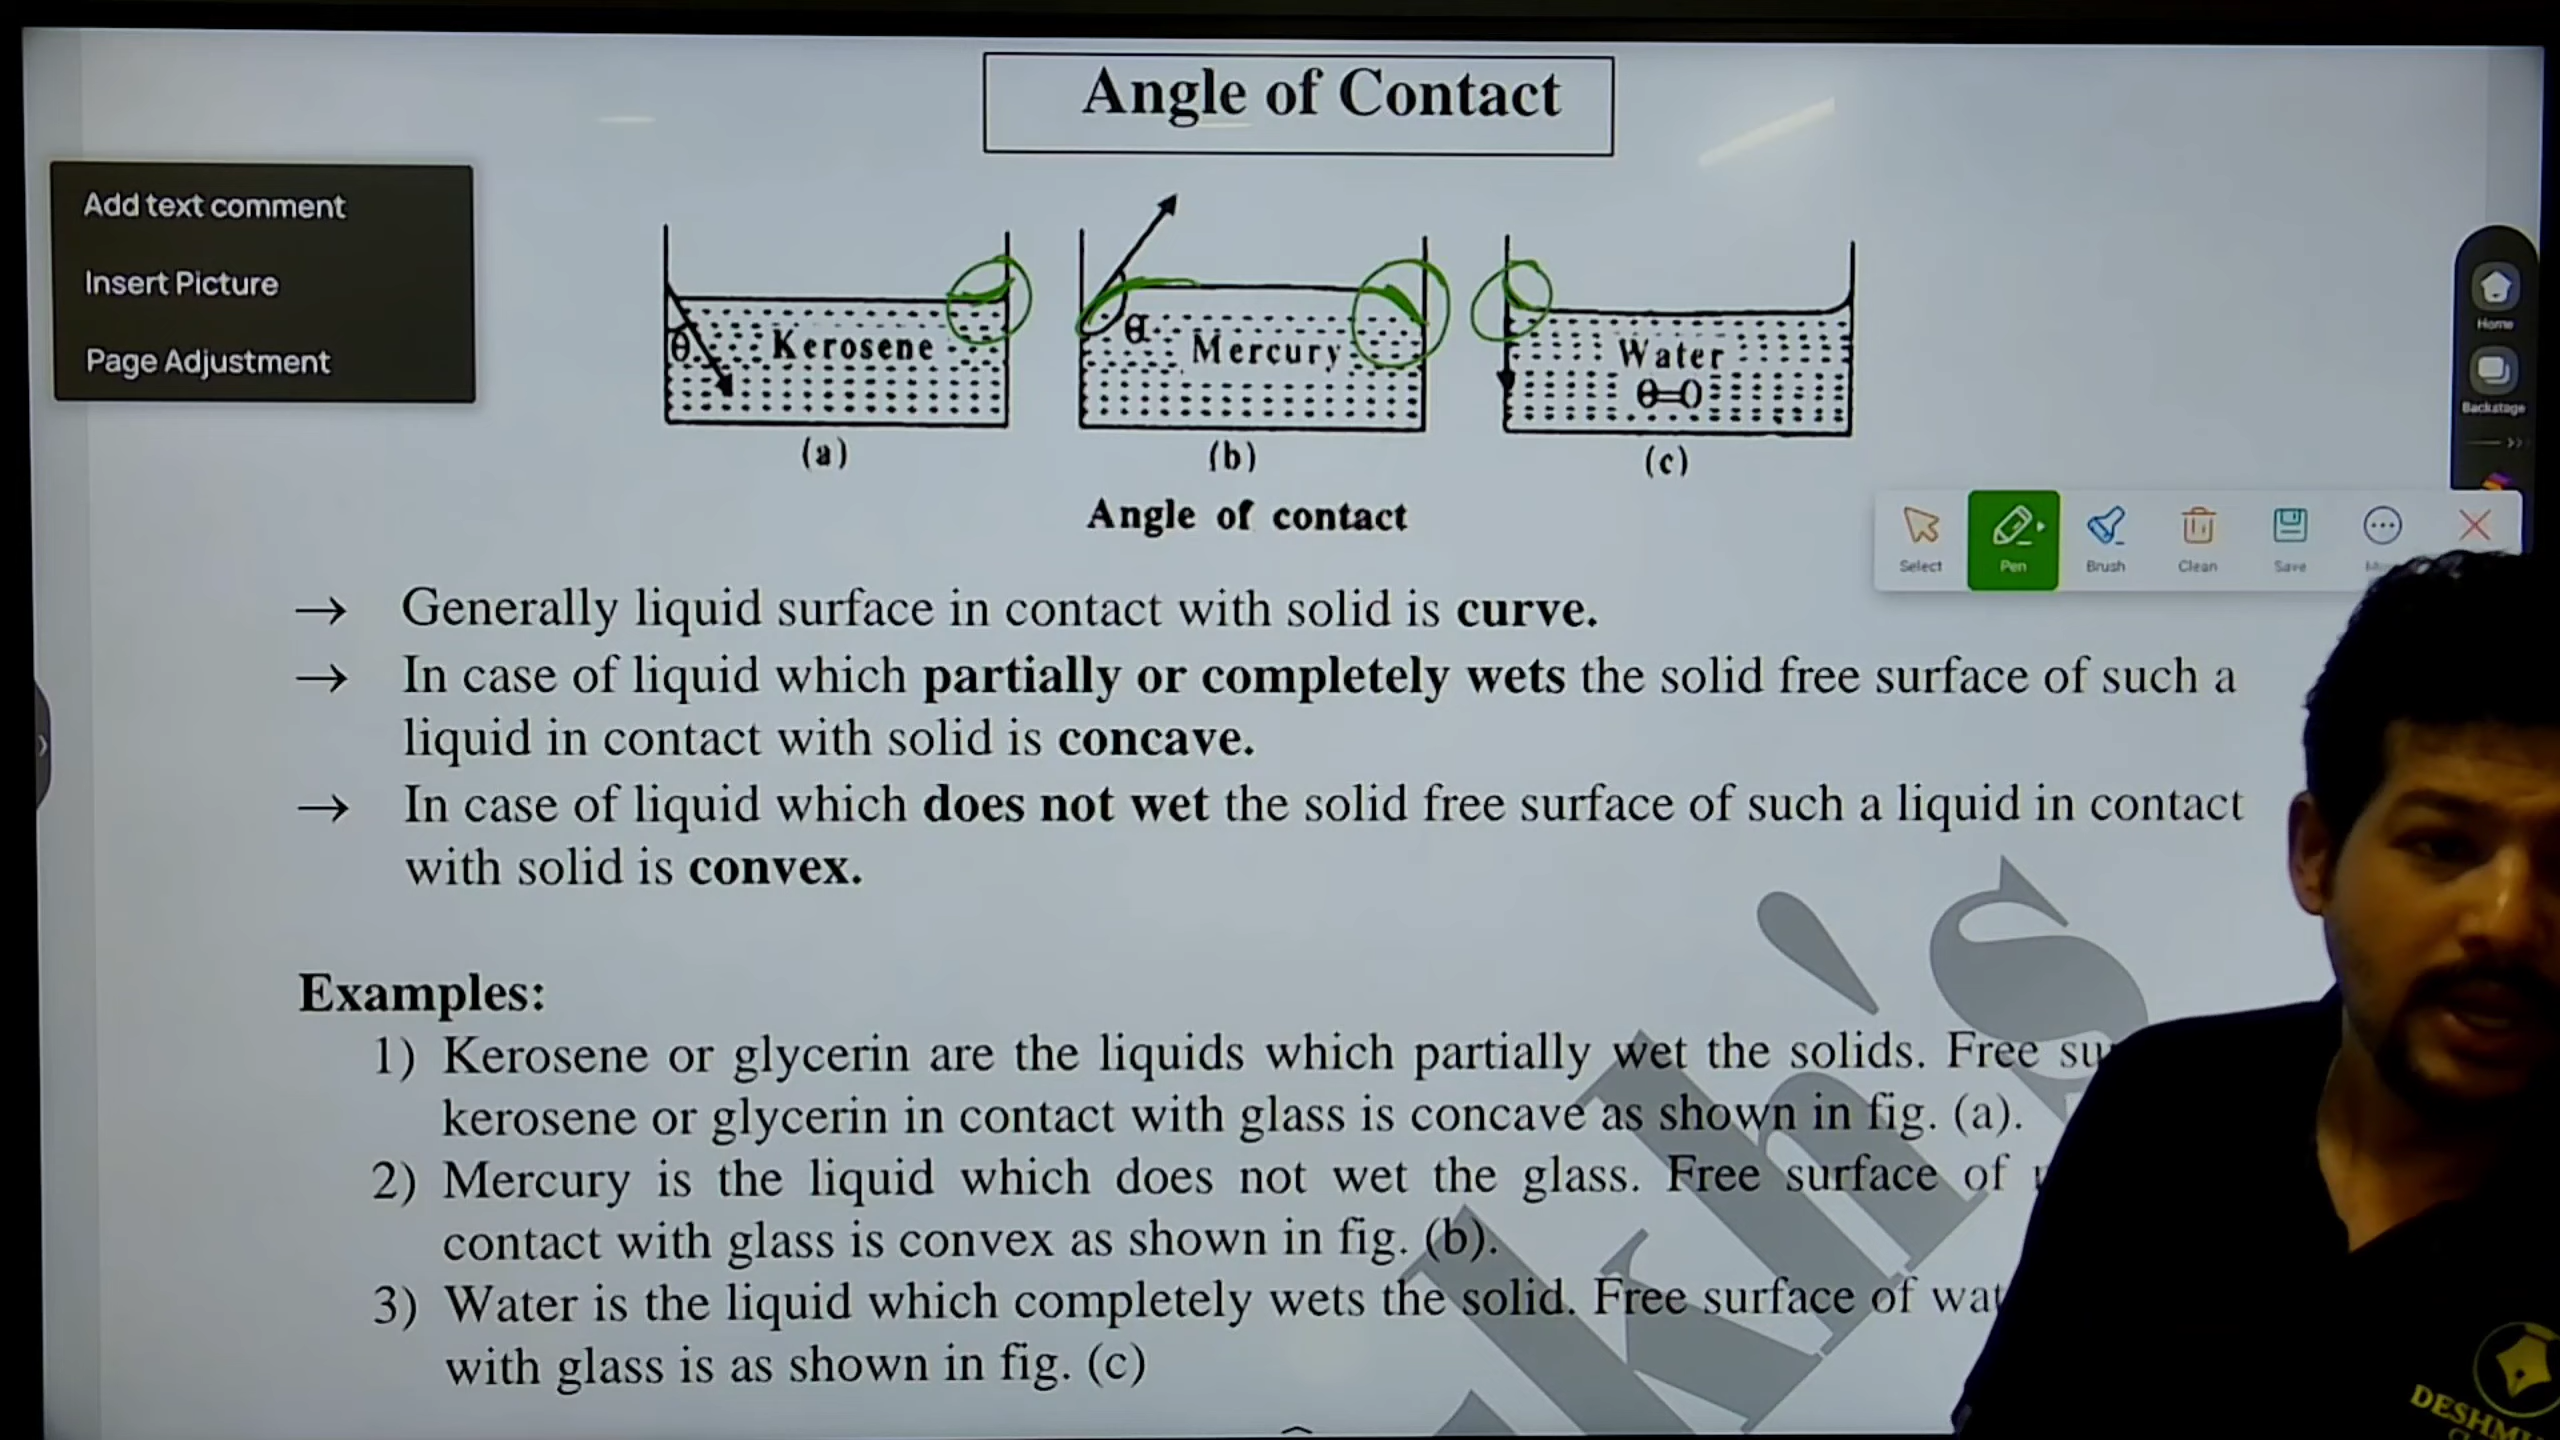 Angle of Contact
Add text comment
Insert Picture
Page Adjustment
θ
Kerosene
θ
Mercury
Water
θ=0
(a)
(b)
(c)
Home
Backstage
Angle of contact
Select
Pen
Brush
Clean
Save
→ Generally liquid surface in contact with solid is curve.
→ In case of liquid which partially or completely wets the solid free surface of such a
liquid in contact with solid is concave.
→ In case of liquid which does not wet the solid free surface of such a liquid in contact
with solid is convex.
Examples:
1) Kerosene or glycerin are the liquids which partially wet the solids. Free
kerosene or glycerin in contact with glass is concave as shown in fig. (a).
2) Mercury is the liquid which does not wet the glass. Free surface of
contact with glass is convex as shown in fig. (b).
3) Water is the liquid which completely wets the solid. Free surface of
with glass is as shown in fig. (c)
kh's